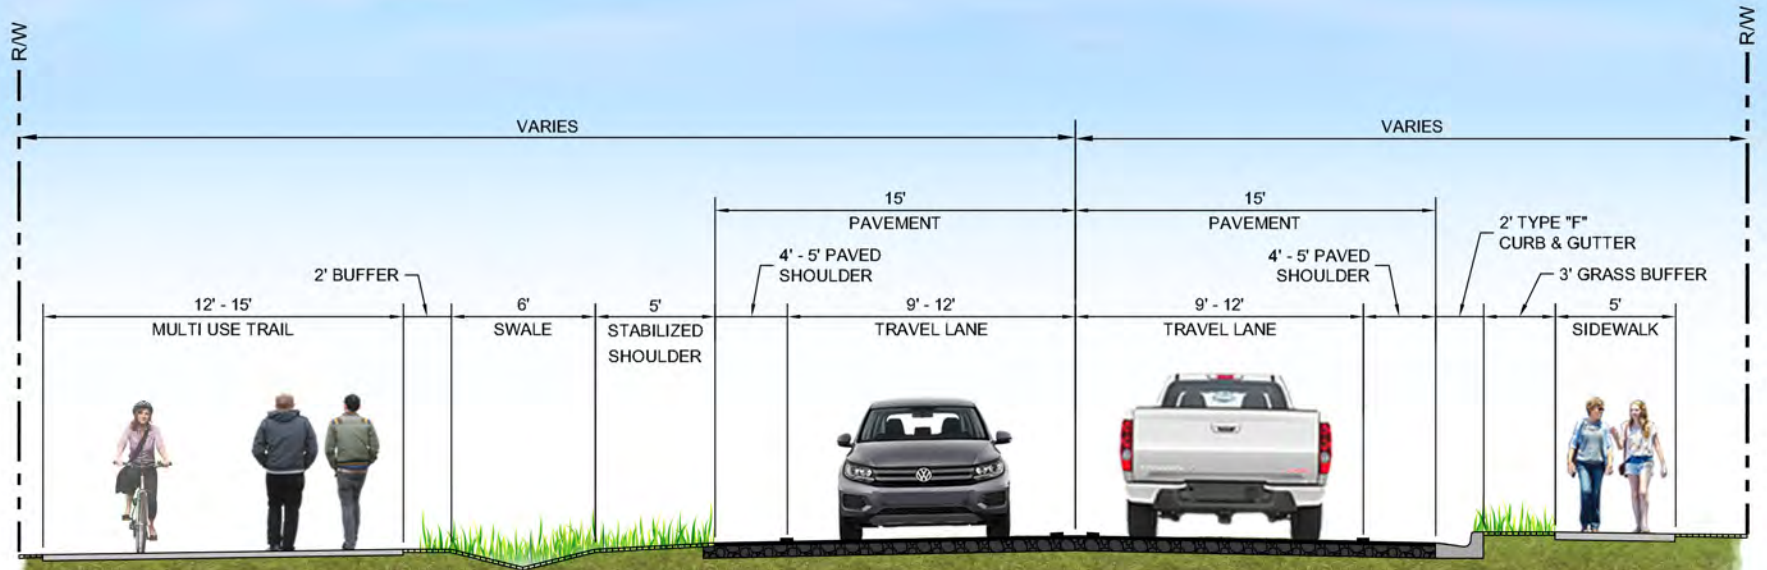 R/W
R/W
VARIES
VARIES
15'
PAVEMENT
15'
PAVEMENT
2' TYPE "F"
CURB & GUTTER
4' - 5' PAVED
SHOULDER
4' - 5' PAVED
SHOULDER
2' BUFFER
3' GRASS BUFFER
12' - 15'
MULTI USE TRAIL
6'
SWALE
5'
STABILIZED
SHOULDER
9' - 12'
TRAVEL LANE
9' - 12'
TRAVEL LANE
5'
SIDEWALK